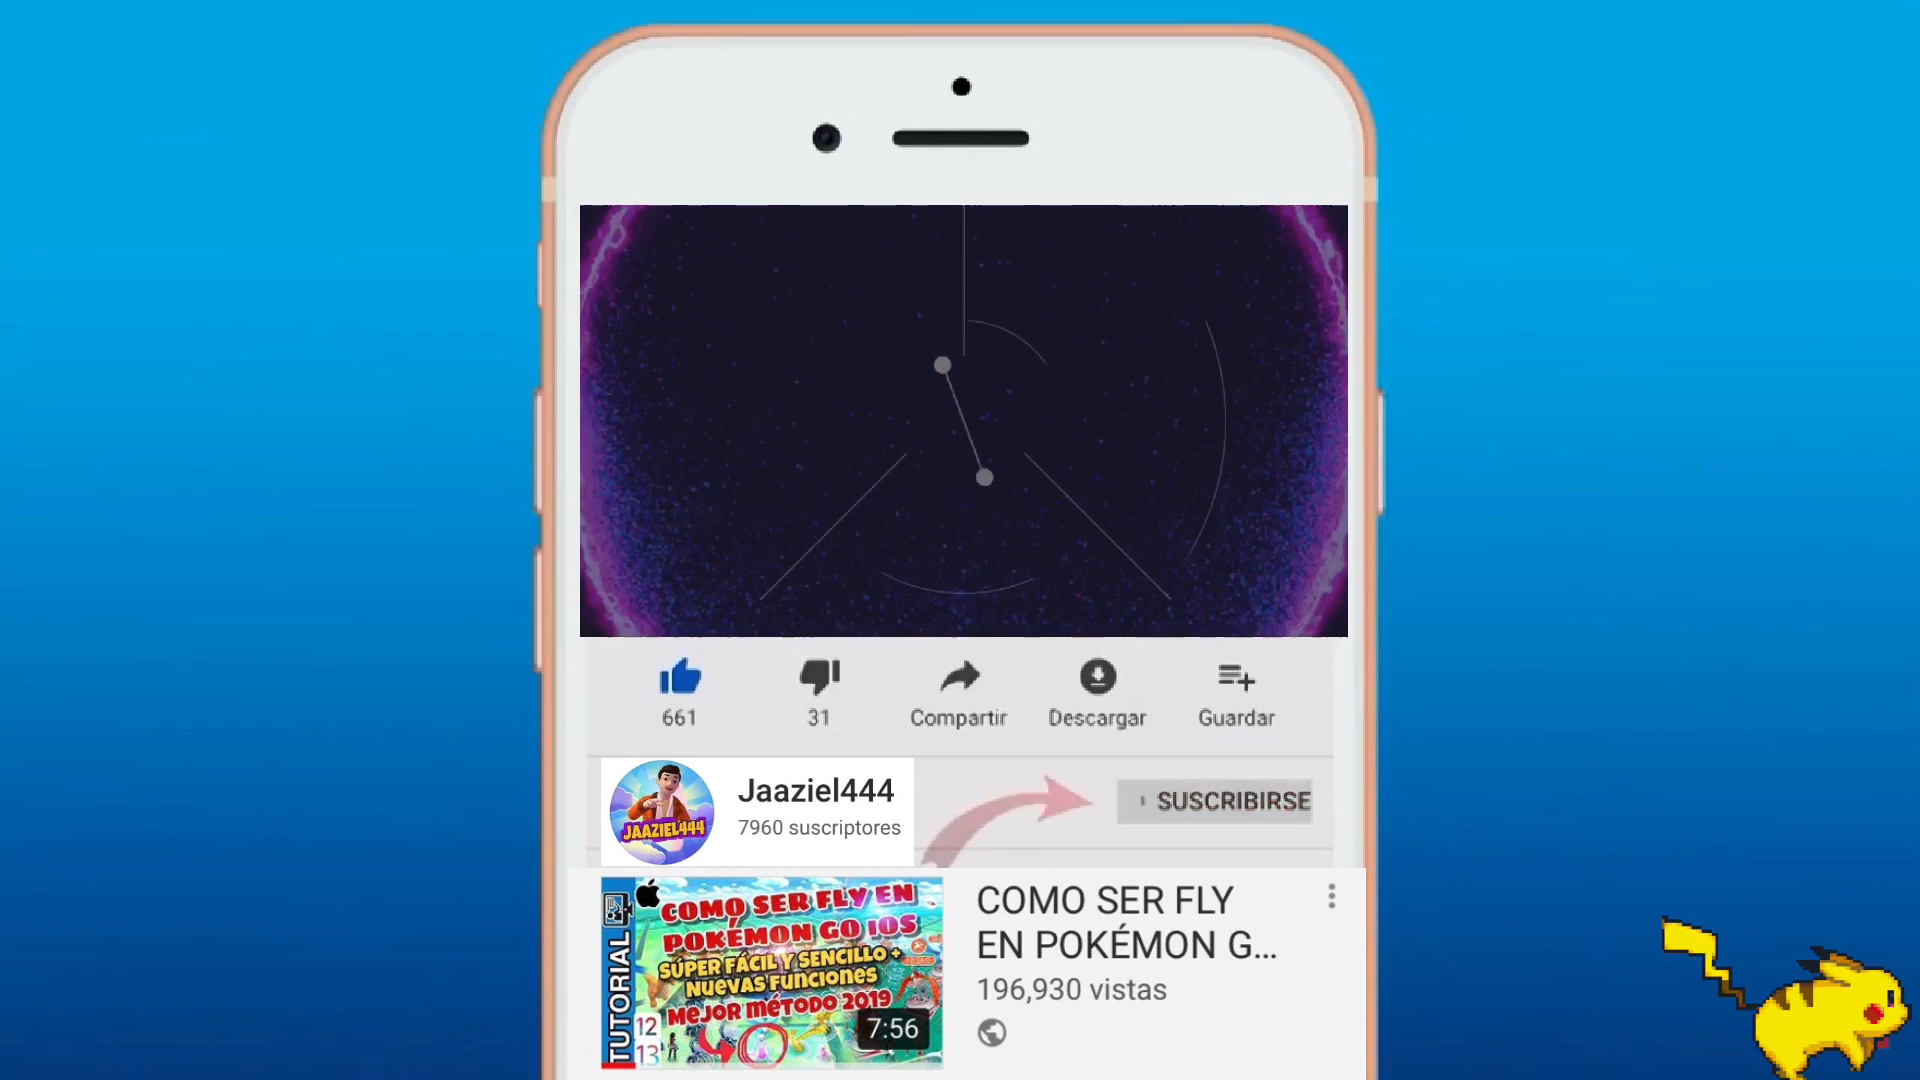 661
31
Compartir
Descargar
Guardar
JAAZIEL444
Jaaziel444
7960 suscriptores
SUSCRIBIRSE
TUTORIAL
COMO SER FLY EN
POKÉMON GO IOS
SÚPER FÁCIL Y SENCILLO +
NUEVAS FUNCIONES
MEJOR MÉTODO 2019
12
13
7:56
COMO SER FLY
EN POKÉMON G...
196,930 vistas